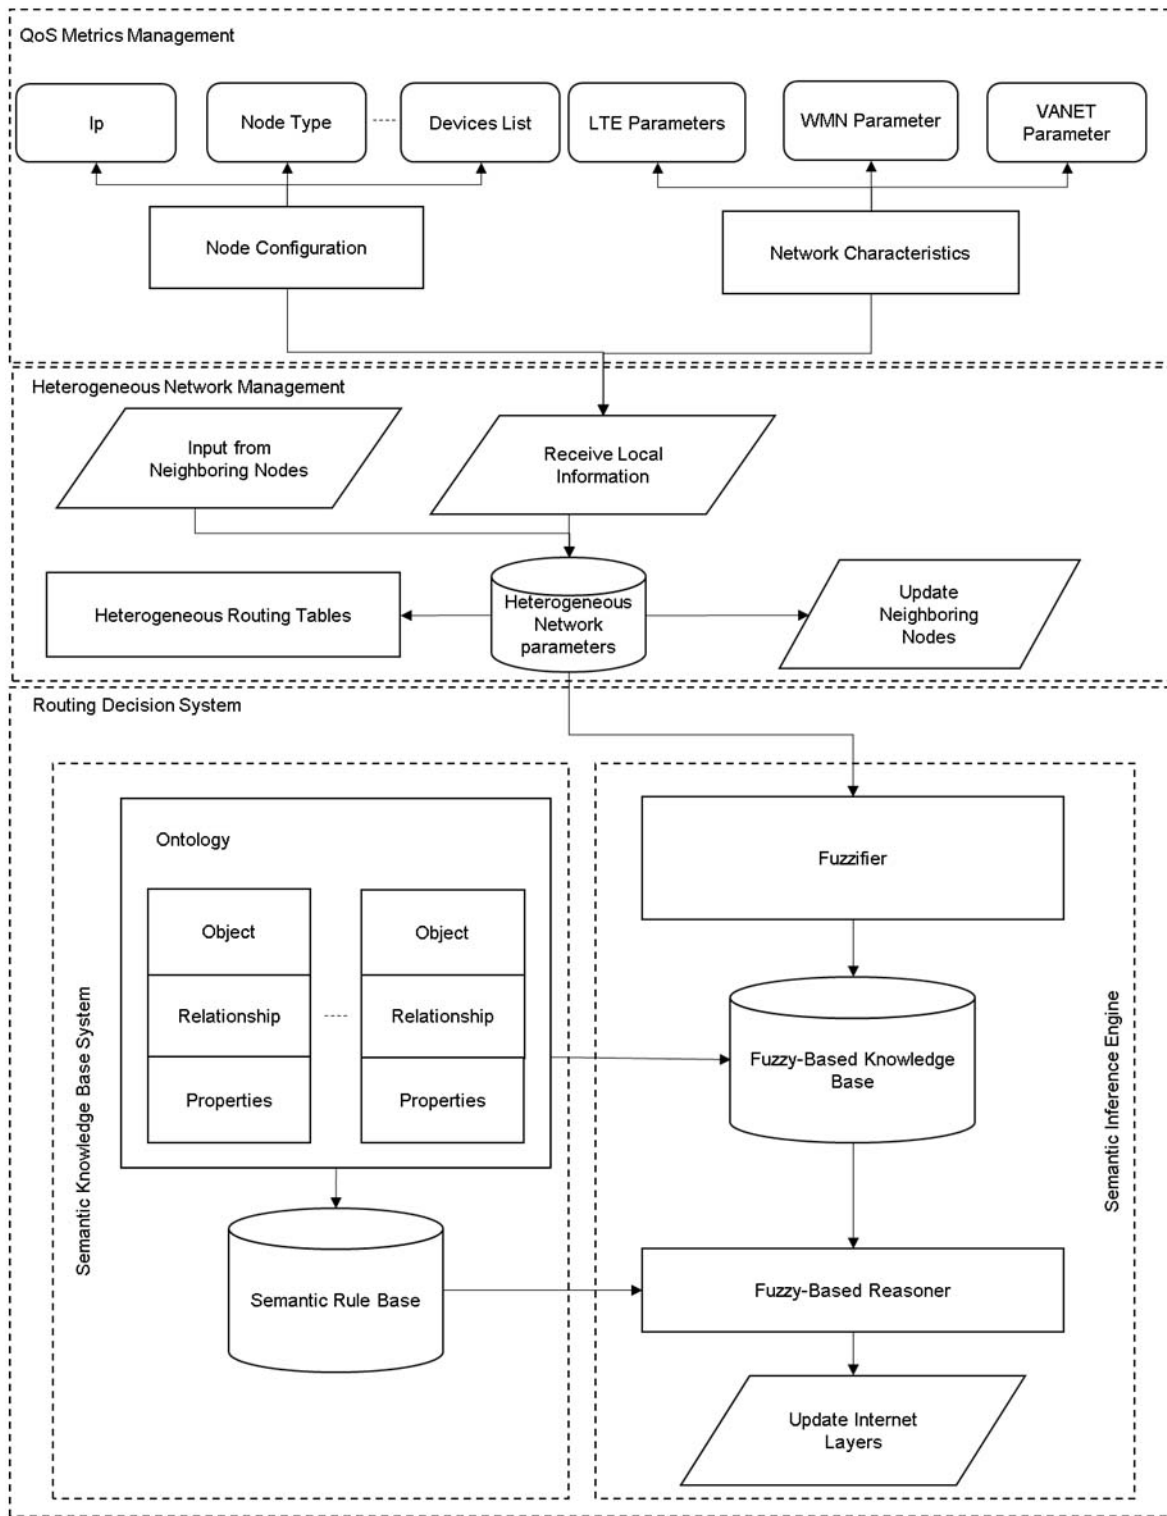 QoS Metrics Management
Ip
Node Type
Devices List
LTE Parameters
WMN Parameter
VANET
Parameter
Node Configuration
Network Characteristics
Heterogeneous Network Management
Input from
Neighboring Nodes
Receive Local
Information
Heterogeneous Routing Tables
Heterogeneous
Network
parameters
Update
Neighboring
Nodes
Routing Decision System
Semantic Knowledge Base System
Ontology
Object
Relationship
Properties
Object
Relationship
Properties
Semantic Rule Base
Fuzzifier
Fuzzy-Based Knowledge
Base
Fuzzy-Based Reasoner
Update Internet
Layers
Semantic Inference Engine